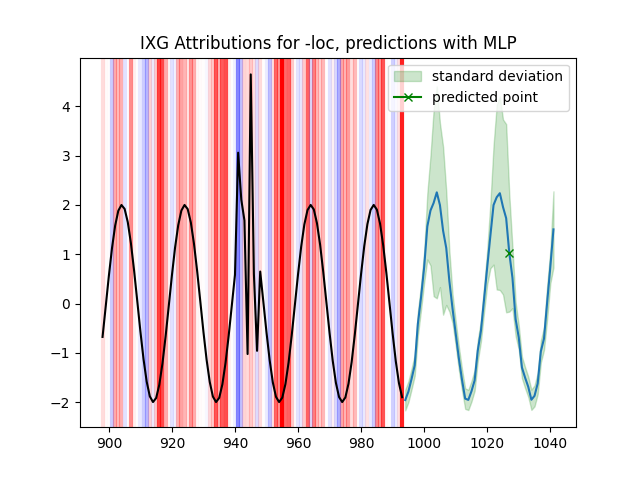 IXG Attributions for -loc, predictions with MLP
standard deviation
predicted point
4
3
2
1
0
−1
−2
900 920 940 960 980 1000 1020 1040